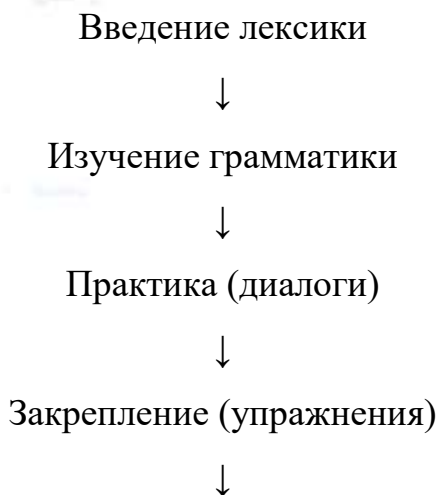 Введение лексики
↓
Изучение грамматики
↓
Практика (диалоги)
↓
Закрепление (упражнения)
↓